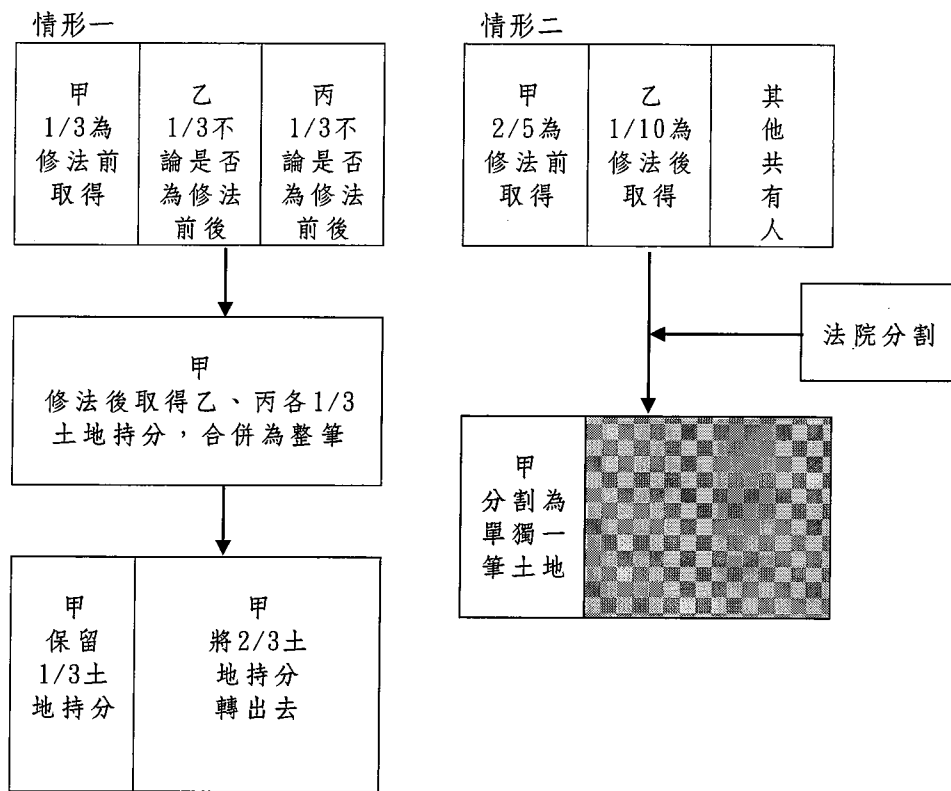 情形一
甲
1/3為
修法前
取得
乙
1/3不
論是否
為修法
前後
丙
1/3不
論是否
為修法
前後
甲
修法後取得乙、丙各1/3
土地持分，合併為整筆
甲
保留
1/3土
地持分
甲
將2/3土
地持分
轉出去
情形二
甲
2/5為
修法前
取得
乙
1/10為
修法後
取得
其
他
共
有
人
法院分割
甲
分割為
單獨一
筆土地